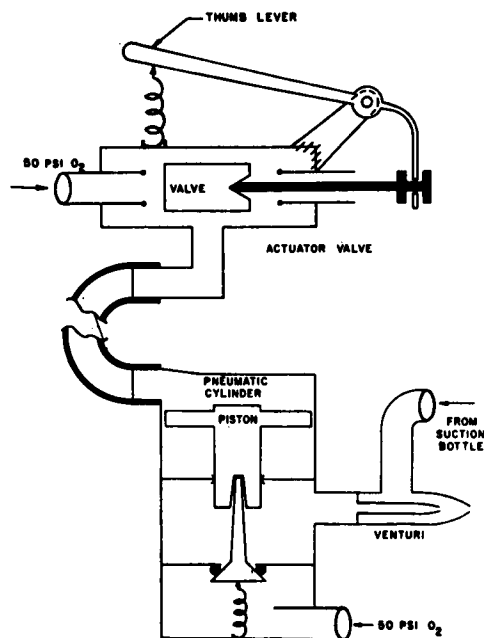 THUMB LEVER
50 PSI O2
VALVE
ACTUATOR VALVE
PNEUMATIC
CYLINDER
PISTON
FROM
SUCTION
BOTTLE
VENTURI
50 PSI O2